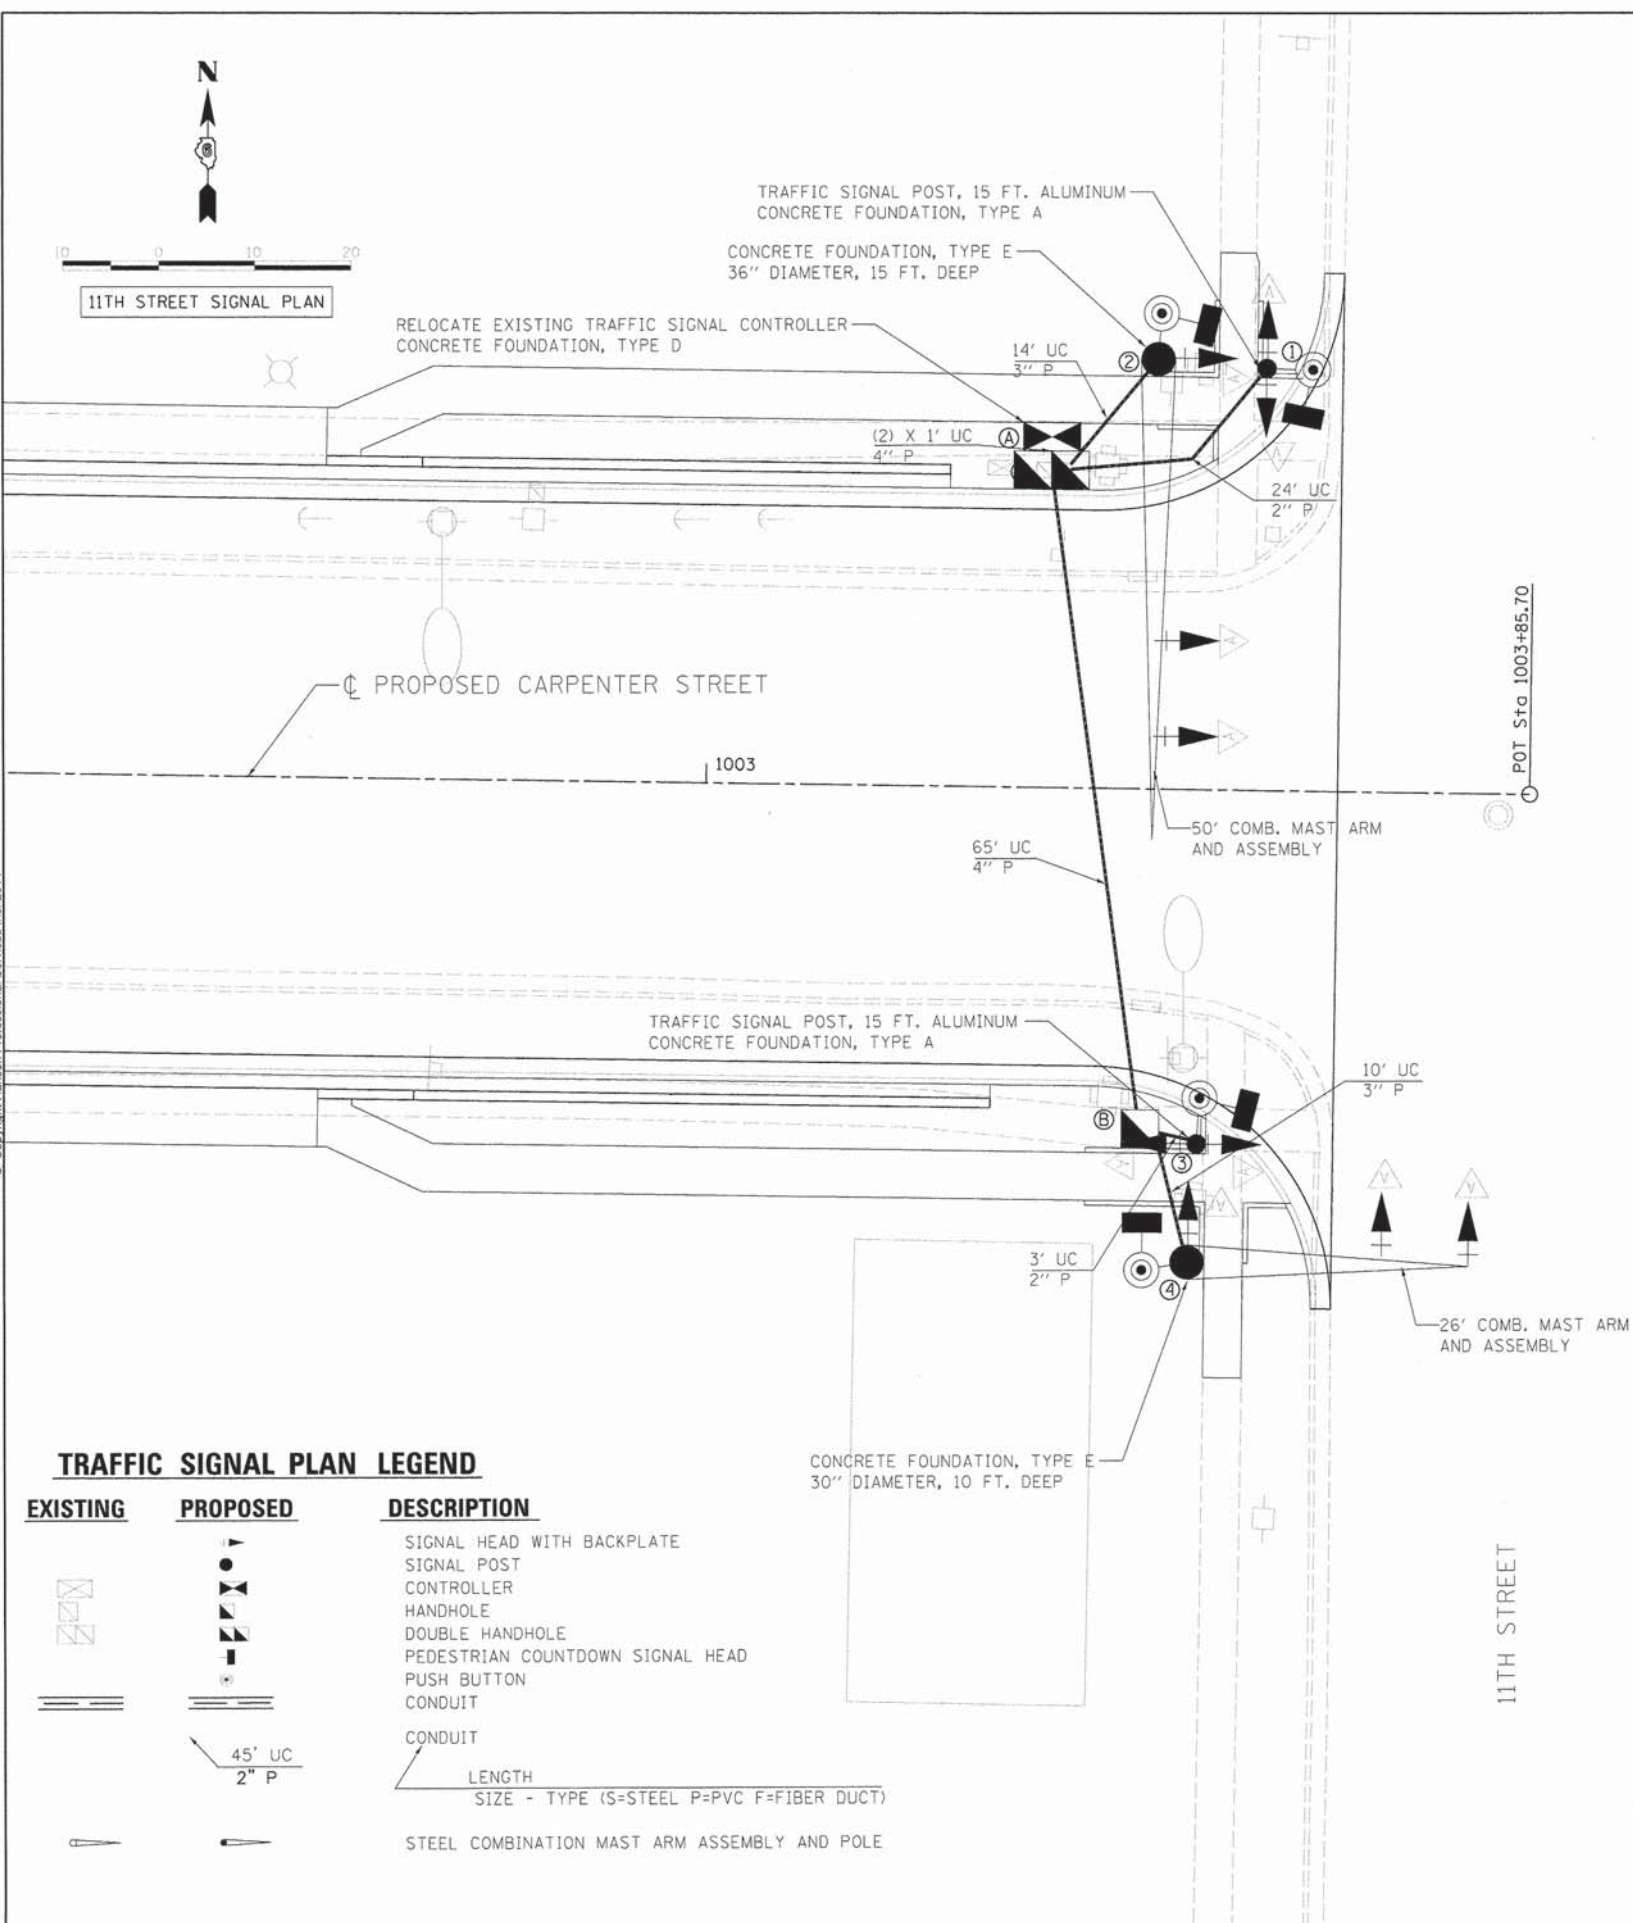 N
10 0 10 20
11TH STREET SIGNAL PLAN
TRAFFIC SIGNAL POST, 15 FT. ALUMINUM
CONCRETE FOUNDATION, TYPE A
CONCRETE FOUNDATION, TYPE E
36" DIAMETER, 15 FT. DEEP
RELOCATE EXISTING TRAFFIC SIGNAL CONTROLLER
CONCRETE FOUNDATION, TYPE D
14' UC
3" P
2
1
(2) X 1' UC
4" P
A
24' UC
2" P
POT Sta 1003+85.70
℄ PROPOSED CARPENTER STREET
1003
50' COMB. MAST ARM
AND ASSEMBLY
65' UC
4" P
TRAFFIC SIGNAL POST, 15 FT. ALUMINUM
CONCRETE FOUNDATION, TYPE A
10' UC
3" P
B
3
3' UC
2" P
4
26' COMB. MAST ARM
AND ASSEMBLY
CONCRETE FOUNDATION, TYPE E
30" DIAMETER, 10 FT. DEEP
11TH STREET
TRAFFIC SIGNAL PLAN LEGEND
EXISTING PROPOSED DESCRIPTION
SIGNAL HEAD WITH BACKPLATE
SIGNAL POST
CONTROLLER
HANDHOLE
DOUBLE HANDHOLE
PEDESTRIAN COUNTDOWN SIGNAL HEAD
PUSH BUTTON
CONDUIT
CONDUIT
45' UC
2" P
LENGTH
SIZE - TYPE (S=STEEL P=PVC F=FIBER DUCT)
STEEL COMBINATION MAST ARM ASSEMBLY AND POLE